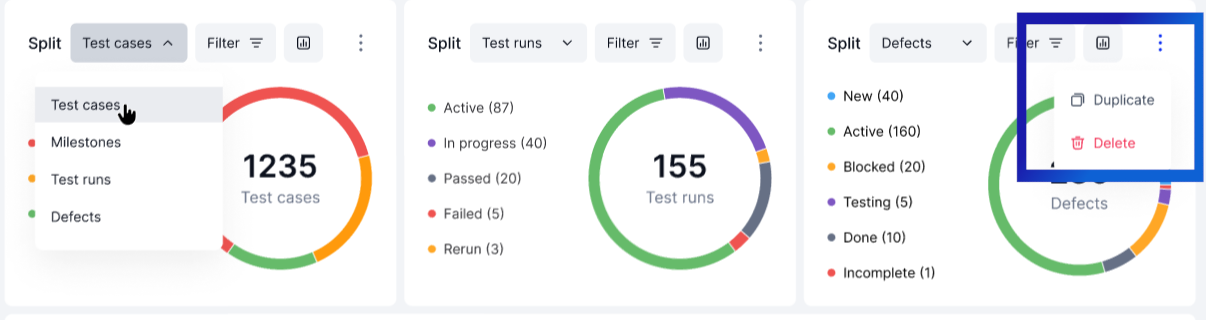 Split Test cases Filter
Test cases
Milestones
Test runs
Defects
1235
Test cases
Split Test runs Filter
Active (87)
In progress (40)
Passed (20)
Failed (5)
Rerun (3)
155
Test runs
Split Defects Filter
New (40)
Active (160)
Blocked (20)
Testing (5)
Done (10)
Incomplete (1)
Duplicate
Delete
Defects